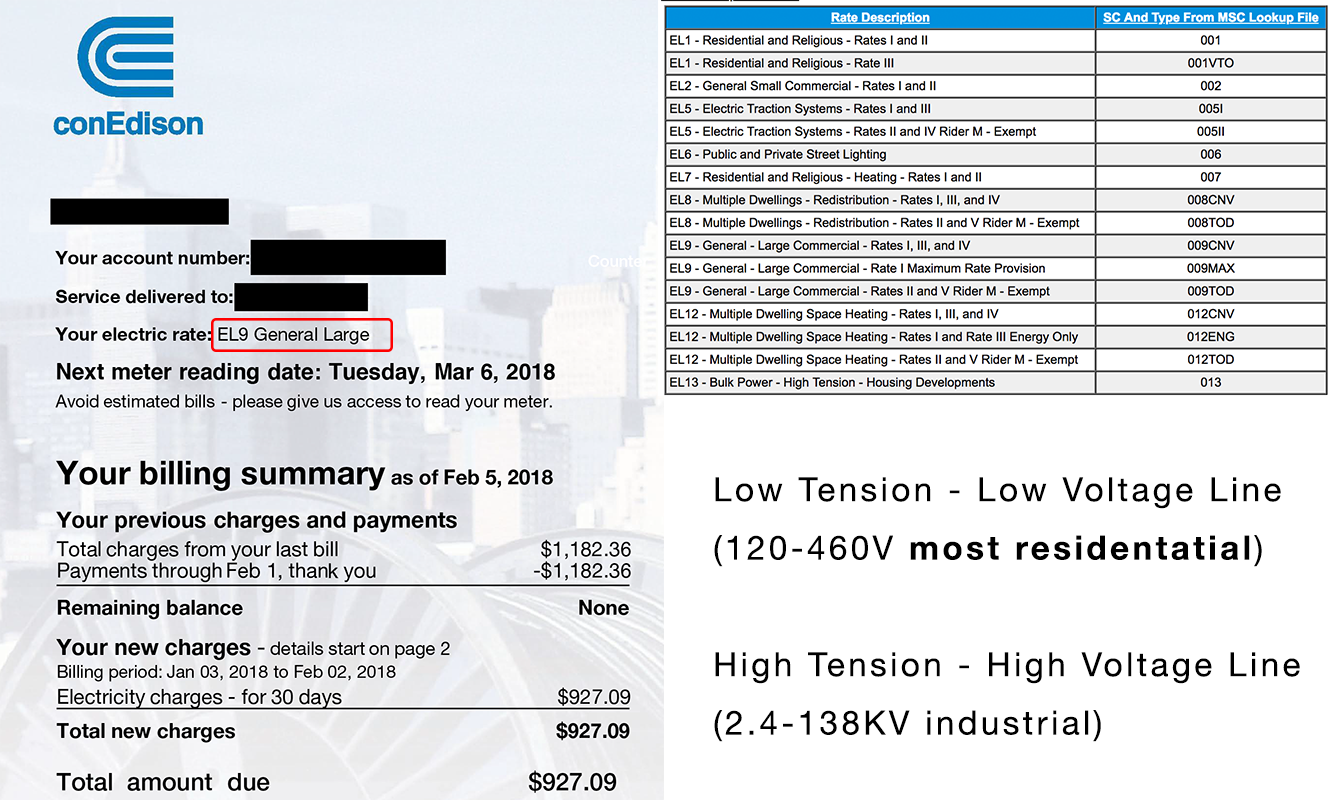 conEdison
Your account number:
Service delivered to:
Your electric rate: EL9 General Large
Next meter reading date: Tuesday, Mar 6, 2018
Avoid estimated bills - please give us access to read your meter.
Your billing summary as of Feb 5, 2018
Your previous charges and payments
Total charges from your last bill $1,182.36
Payments through Feb 1, thank you -$1,182.36
Remaining balance None
Your new charges - details start on page 2
Billing period: Jan 03, 2018 to Feb 02, 2018
Electricity charges - for 30 days $927.09
Total new charges $927.09
Total amount due $927.09
Counter
Rate Description SC And Type From MSC Lookup File
EL1 - Residential and Religious - Rates I and II 001
EL1 - Residential and Religious - Rate III 001VTO
EL2 - General Small Commercial - Rates I and II 002
EL5 - Electric Traction Systems - Rates I and III 005I
EL5 - Electric Traction Systems - Rates II and IV Rider M - Exempt 005II
EL6 - Public and Private Street Lighting 006
EL7 - Residential and Religious - Heating - Rates I and II 007
EL8 - Multiple Dwellings - Redistribution - Rates I, III, and IV 008CNV
EL8 - Multiple Dwellings - Redistribution - Rates II and V Rider M - Exempt 008TOD
EL9 - General - Large Commercial - Rates I, III, and IV 009CNV
EL9 - General - Large Commercial - Rate I Maximum Rate Provision 009MAX
EL9 - General - Large Commercial - Rates II and V Rider M - Exempt 009TOD
EL12 - Multiple Dwelling Space Heating - Rates I, III, and IV 012CNV
EL12 - Multiple Dwelling Space Heating - Rates I and Rate III Energy Only 012ENG
EL12 - Multiple Dwelling Space Heating - Rates II and V Rider M - Exempt 012TOD
EL13 - Bulk Power - High Tension - Housing Developments 013
Low Tension - Low Voltage Line
(120-460V most residentatial)
High Tension - High Voltage Line
(2.4-138KV industrial)